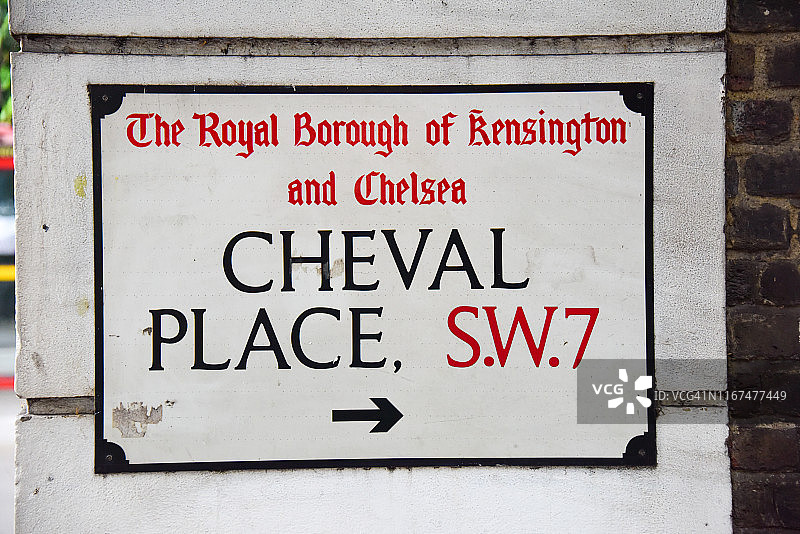 The Royal Borough of Kensington
and Chelsea
CHEVAL
PLACE, S.W.7
VCG
VCG41N1167477449